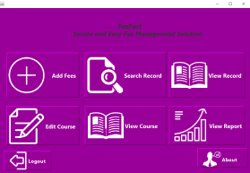 Secure and Easy Fee Management Solution
Add Fees
Search Record
View Record
Edit Course
View Course
View Report
Logout
About